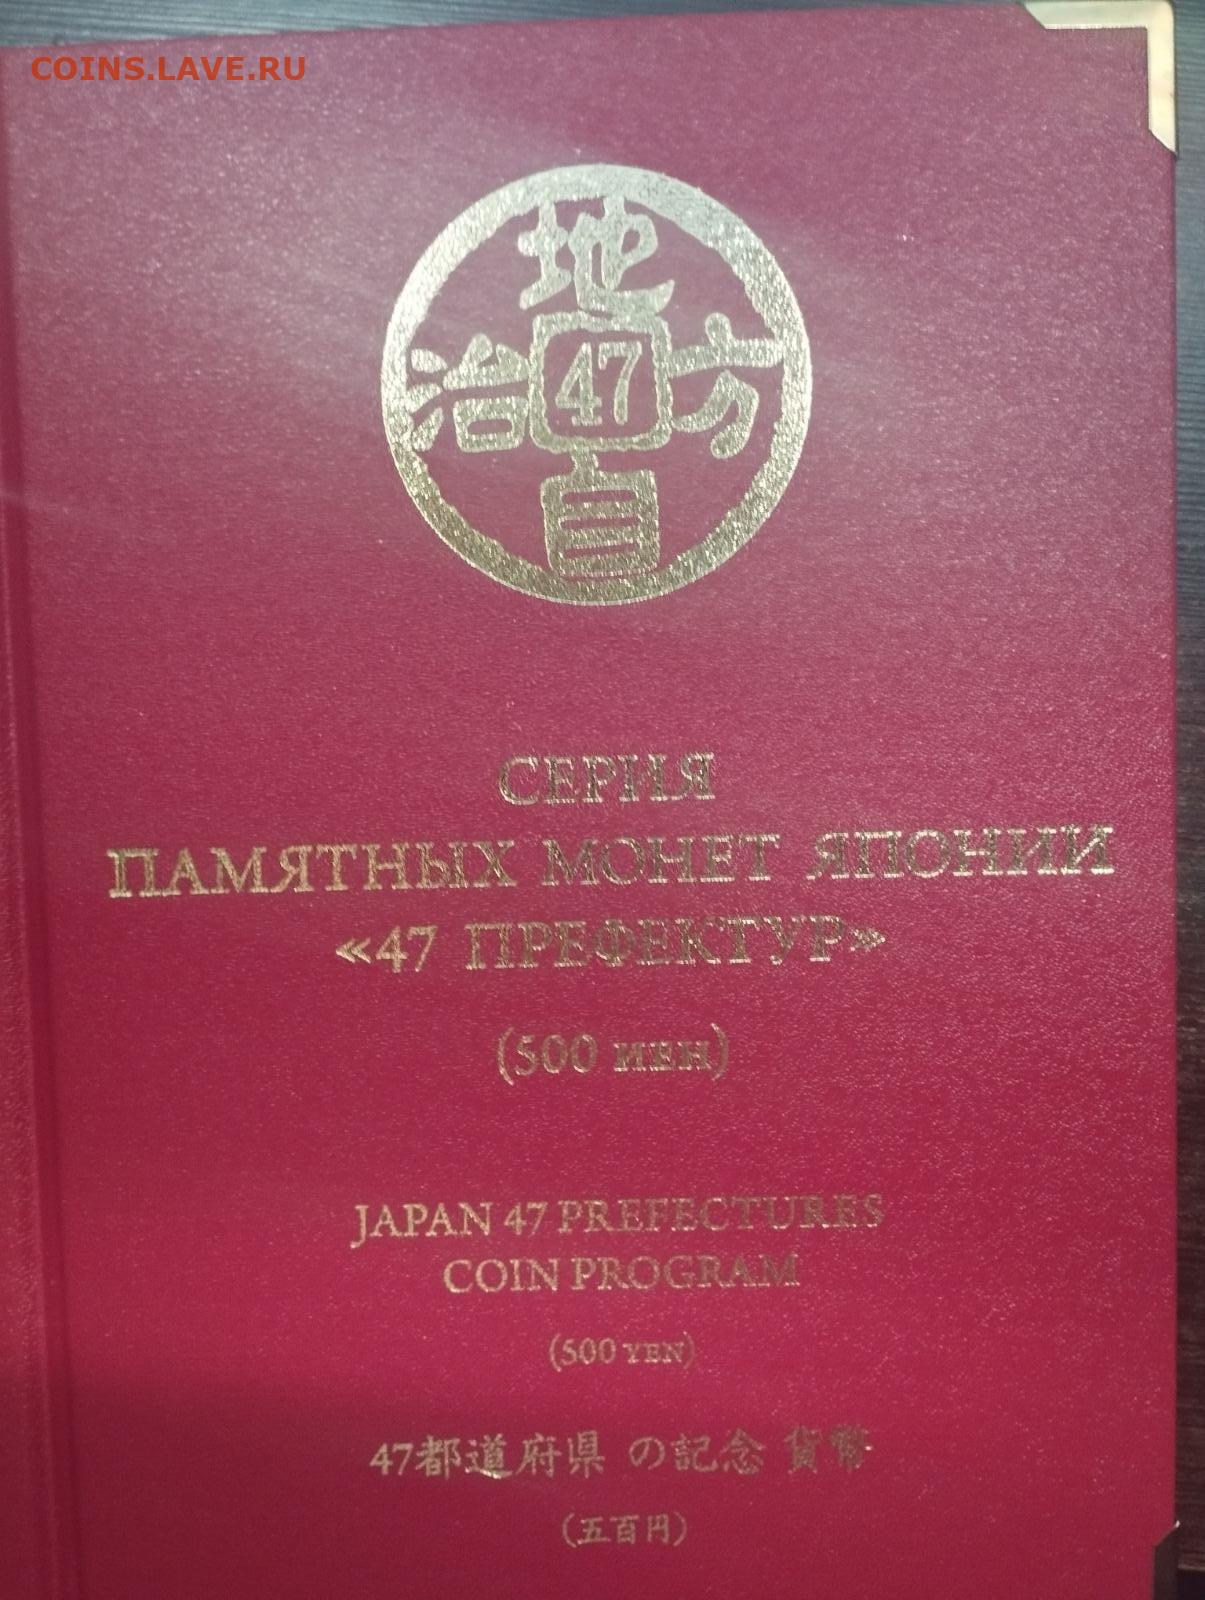 COINS.LAVE.RU
地
治 47 方
自
СЕРИЯ
ПАМЯТНЫХ МОНЕТ ЯПОНИИ
«47 ПРЕФЕКТУР»
(500 ИЕН)
JAPAN 47 PREFECTURES
COIN PROGRAM
(500 YEN)
47都道府県 の記念 貨幣
(五百円)